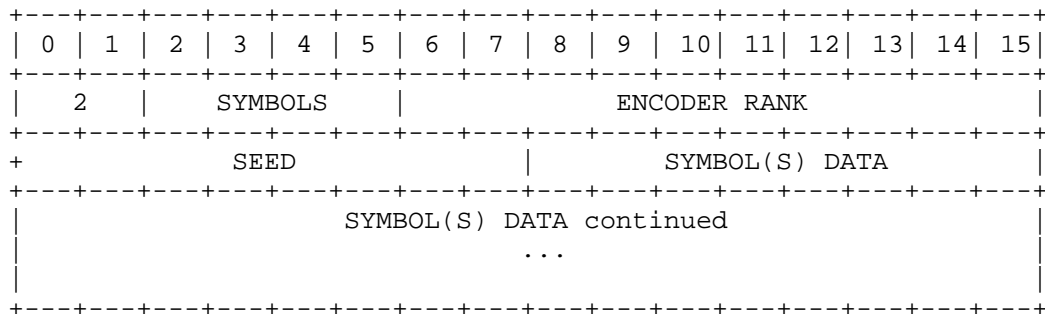 +---+---+---+---+---+---+---+---+---+---+---+---+---+---+---+---+
| 0 | 1 | 2 | 3 | 4 | 5 | 6 | 7 | 8 | 9 | 10| 11| 12| 13| 14| 15|
+---+---+---+---+---+---+---+---+---+---+---+---+---+---+---+---+
|   2   |    SYMBOLS    |             ENCODER RANK              |
+---+---+---+---+---+---+---+---+---+---+---+---+---+---+---+---+
+             SEED              |        SYMBOL(S) DATA         |
+---+---+---+---+---+---+---+---+---+---+---+---+---+---+---+---+
|                    SYMBOL(S) DATA continued                   |
|                               ...                             |
|                                                               |
+---+---+---+---+---+---+---+---+---+---+---+---+---+---+---+---+